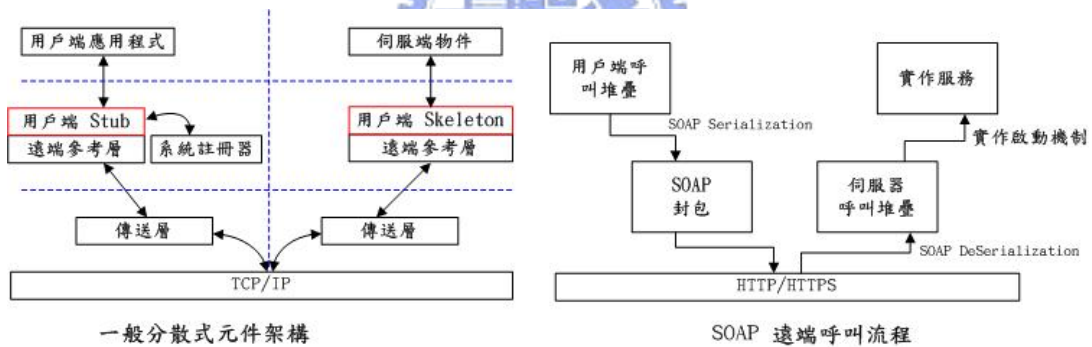 用戶端應用程式
伺服端物件
用戶端 Stub
遠端參考層
系統註冊器
用戶端 Skeleton
遠端參考層
傳送層
傳送層
TCP/IP
一般分散式元件架構
用戶端呼
叫堆疊
SOAP Serialization
SOAP
封包
實作服務
實作啟動機制
伺服器
呼叫堆疊
SOAP DeSerialization
HTTP/HTTPS
SOAP 遠端呼叫流程